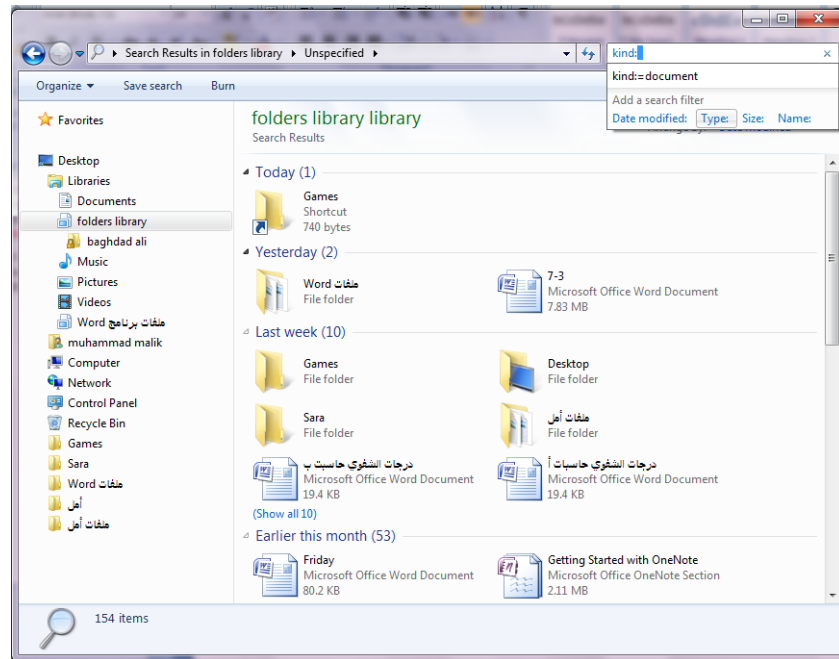 Search Results in folders library
Unspecified
kind:
kind:=document
Add a search filter
Date modified: Type: Size: Name:
Organize
Save search
Burn
Favorites
Desktop
Libraries
Documents
folders library
baghdad ali
Music
Pictures
Videos
ملفات برنامج Word
muhammad malik
Computer
Network
Control Panel
Recycle Bin
Games
Sara
ملفات Word
أمل
ملفات أمل
folders library library
Search Results
Today (1)
Games
Shortcut
740 bytes
Yesterday (2)
ملفات Word
File folder
7-3
Microsoft Office Word Document
7.83 MB
Last week (10)
Games
File folder
Desktop
File folder
Sara
File folder
ملفات أمل
File folder
درجات الشفوي حاسبت ب
Microsoft Office Word Document
19.4 KB
درجات الشفوي حاسبات أ
Microsoft Office Word Document
19.4 KB
(Show all 10)
Earlier this month (53)
Friday
Microsoft Office Word Document
80.2 KB
Getting Started with OneNote
Microsoft Office OneNote Section
2.11 MB
154 items